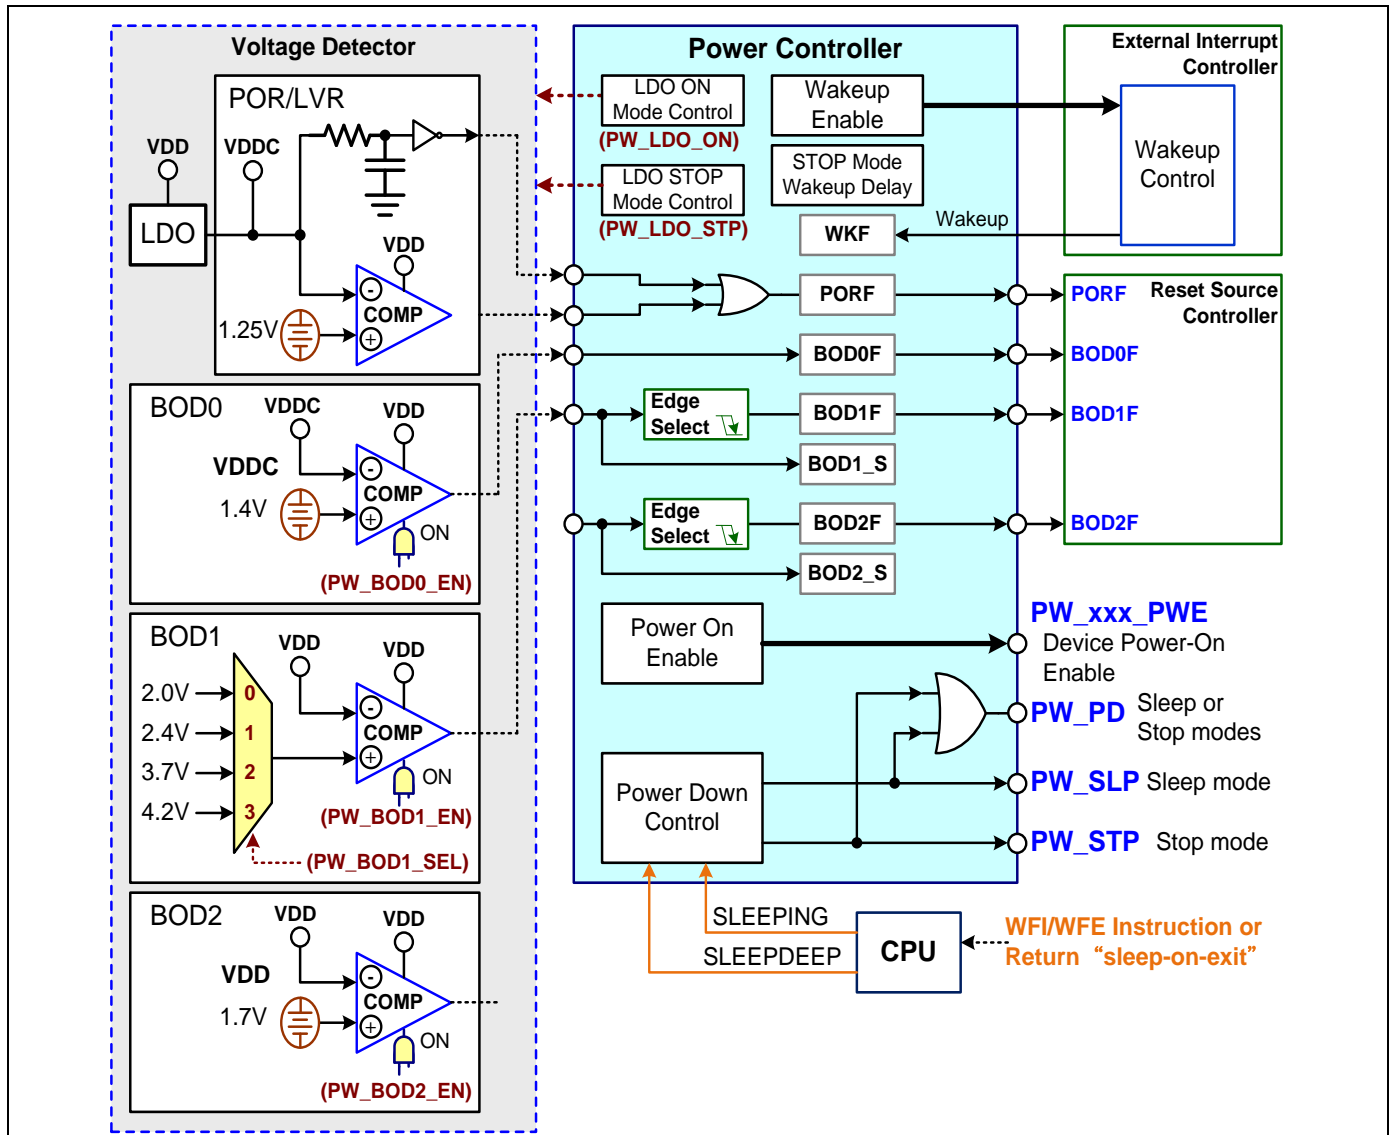 Voltage Detector
POR/LVR
VDD
VDDC
LDO
VDD
COMP
-
+
1.25V
BOD0
VDDC
VDD
VDDC
COMP
-
+
1.4V
ON
(PW_BOD0_EN)
BOD1
VDD
VDD
2.0V
0
2.4V
1
3.7V
2
4.2V
3
COMP
-
+
ON
(PW_BOD1_EN)
(PW_BOD1_SEL)
BOD2
VDD
VDD
VDD
COMP
-
+
1.7V
ON
(PW_BOD2_EN)
Power Controller
LDO ON
Mode Control
(PW_LDO_ON)
LDO STOP
Mode Control
(PW_LDO_STP)
Wakeup
Enable
STOP Mode
Wakeup Delay
WKF
Wakeup
PORF
BOD0F
Edge
Select
BOD1F
BOD1_S
Edge
Select
BOD2F
BOD2_S
Power On
Enable
Power Down
Control
External Interrupt
Controller
Wakeup
Control
Reset Source
Controller
PORF
BOD0F
BOD1F
BOD2F
PW_xxx_PWE
Device Power-On
Enable
PW_PD
Sleep or
Stop modes
PW_SLP Sleep mode
PW_STP Stop mode
SLEEPING
SLEEPDEEP
CPU
WFI/WFE Instruction or
Return “sleep-on-exit”